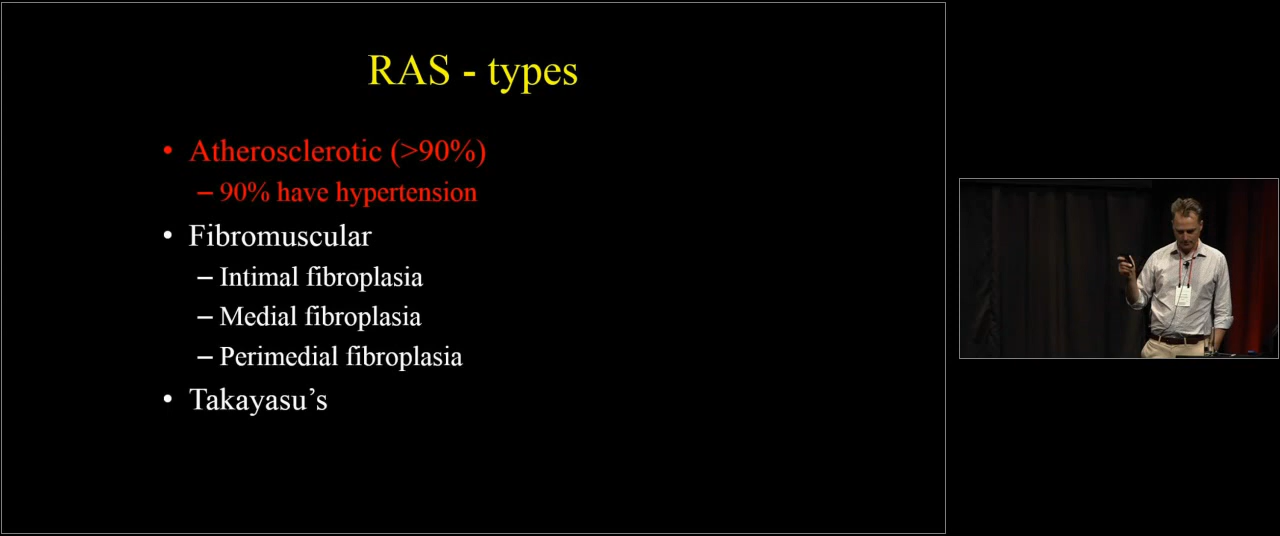 RAS - types
• Atherosclerotic (>90%)
– 90% have hypertension
• Fibromuscular
– Intimal fibroplasia
– Medial fibroplasia
– Perimedial fibroplasia
• Takayasu’s